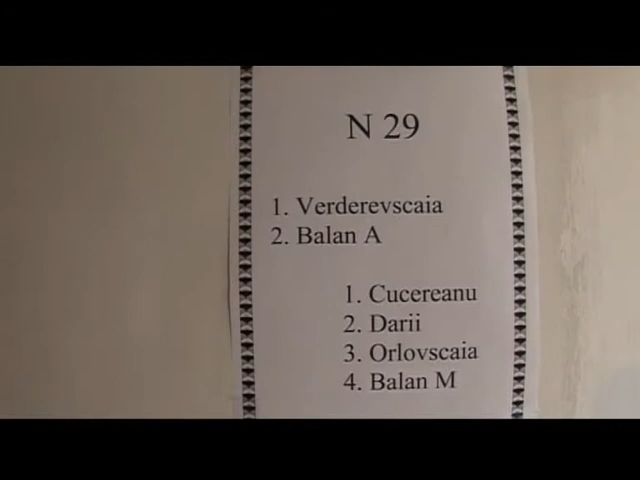 N 29
1. Verderevscaia
2. Balan A
1. Cucereanu
2. Darii
3. Orlovscaia
4. Balan M